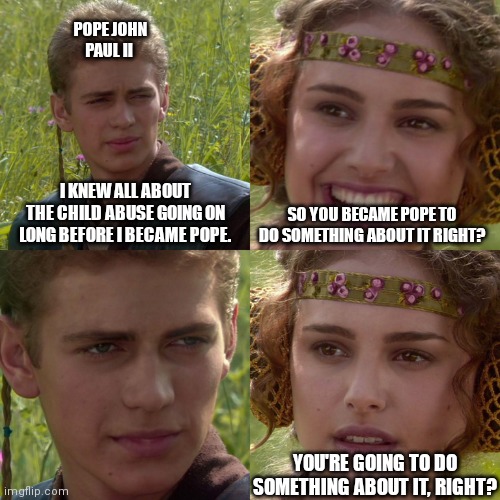 POPE JOHN
PAUL II
I KNEW ALL ABOUT
THE CHILD ABUSE GOING ON
LONG BEFORE I BECAME POPE.
SO YOU BECAME POPE TO
DO SOMETHING ABOUT IT RIGHT?
YOU'RE GOING TO DO
SOMETHING ABOUT IT, RIGHT?
imgflip.com